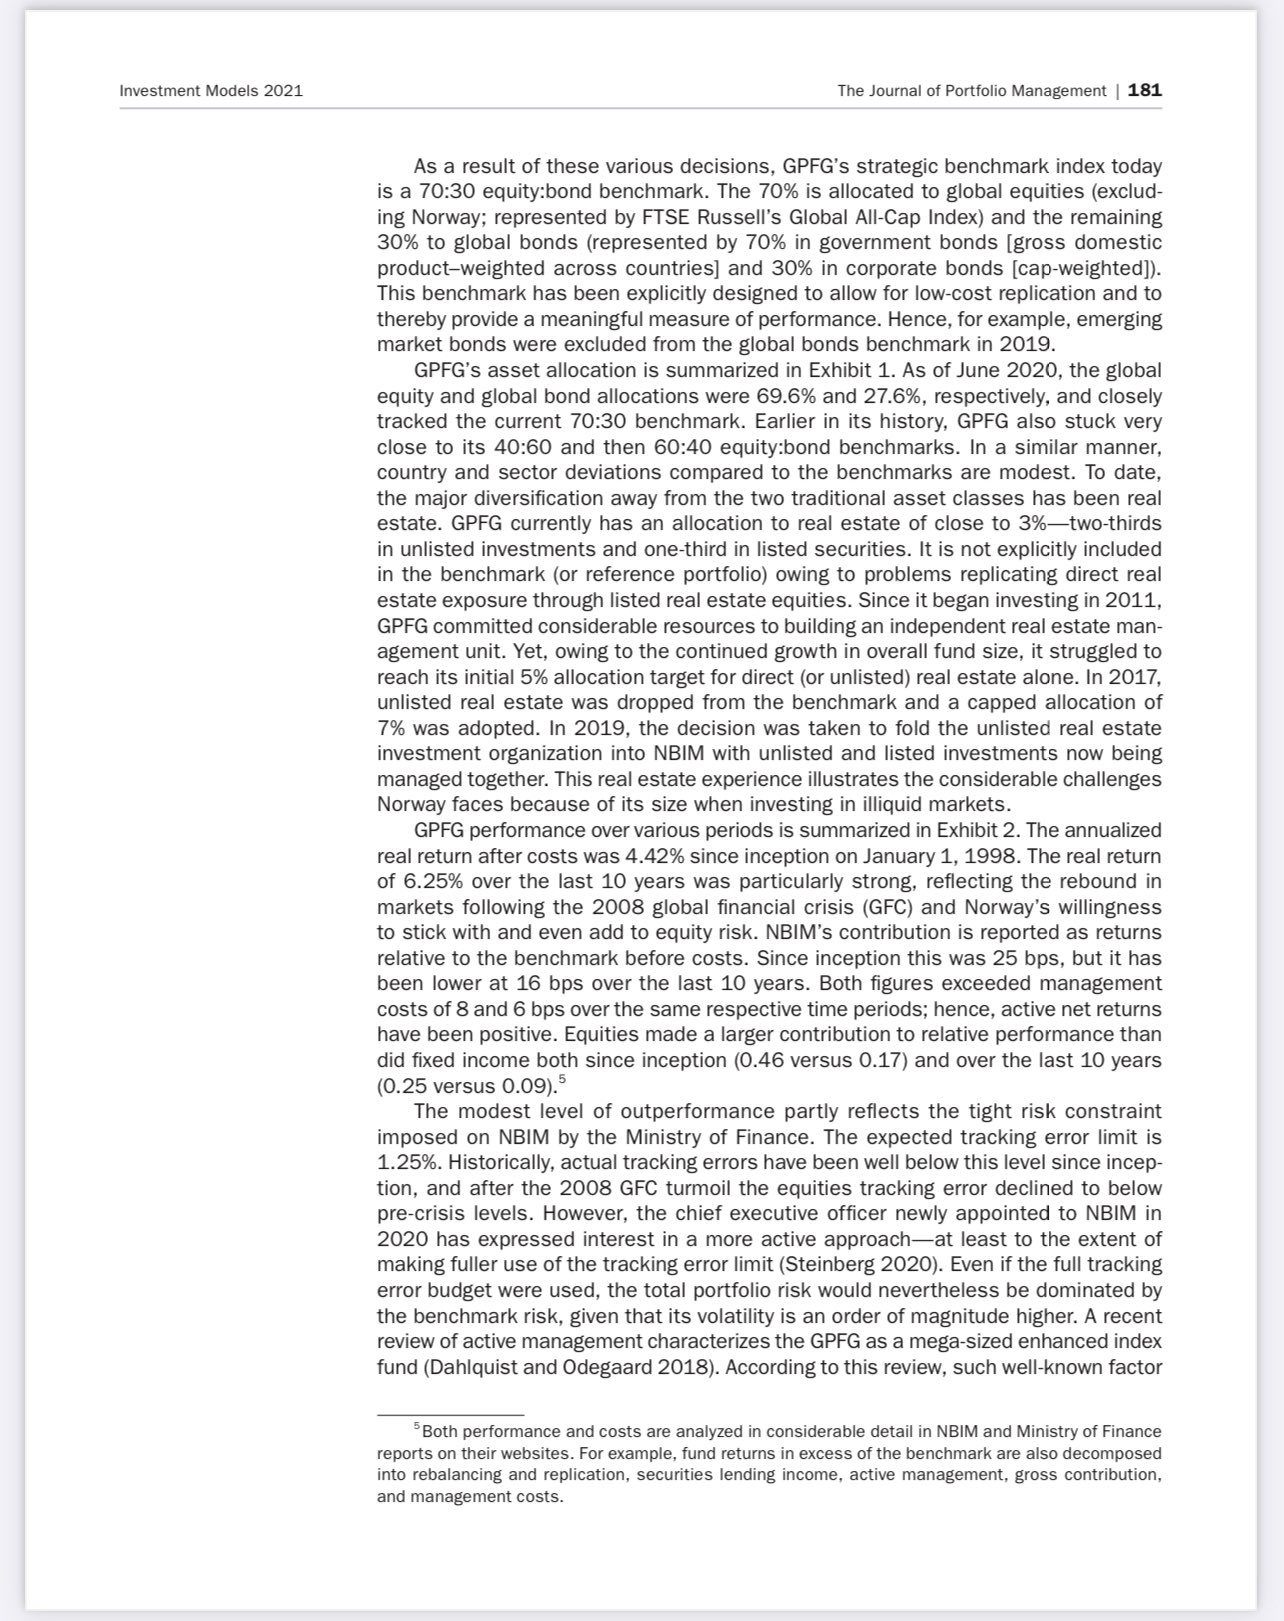 Investment Models 2021
The Journal of Portfolio Management | 181
As a result of these various decisions, GPFG's strategic benchmark index today
is a 70:30 equity:bond benchmark. The 70% is allocated to global equities (exclud-
ing Norway; represented by FTSE Russell's Global All-Cap Index) and the remaining
30% to global bonds (represented by 70% in government bonds [gross domestic
product–weighted across countries] and 30% in corporate bonds [cap-weighted]).
This benchmark has been explicitly designed to allow for low-cost replication and to
thereby provide a meaningful measure of performance. Hence, for example, emerging
market bonds were excluded from the global bonds benchmark in 2019.
GPFG's asset allocation is summarized in Exhibit 1. As of June 2020, the global
equity and global bond allocations were 69.6% and 27.6%, respectively, and closely
tracked the current 70:30 benchmark. Earlier in its history, GPFG also stuck very
close to its 40:60 and then 60:40 equity:bond benchmarks. In a similar manner,
country and sector deviations compared to the benchmarks are modest. To date,
the major diversification away from the two traditional asset classes has been real
estate. GPFG currently has an allocation to real estate of close to 3%—two-thirds
in unlisted investments and one-third in listed securities. It is not explicitly included
in the benchmark (or reference portfolio) owing to problems replicating direct real
estate exposure through listed real estate equities. Since it began investing in 2011,
GPFG committed considerable resources to building an independent real estate man-
agement unit. Yet, owing to the continued growth in overall fund size, it struggled to
reach its initial 5% allocation target for direct (or unlisted) real estate alone. In 2017,
unlisted real estate was dropped from the benchmark and a capped allocation of
7% was adopted. In 2019, the decision was taken to fold the unlisted real estate
investment organization into NBIM with unlisted and listed investments now being
managed together. This real estate experience illustrates the considerable challenges
Norway faces because of its size when investing in illiquid markets.
GPFG performance over various periods is summarized in Exhibit 2. The annualized
real return after costs was 4.42% since inception on January 1, 1998. The real return
of 6.25% over the last 10 years was particularly strong, reflecting the rebound in
markets following the 2008 global financial crisis (GFC) and Norway's willingness
to stick with and even add to equity risk. NBIM's contribution is reported as returns
relative to the benchmark before costs. Since inception this was 25 bps, but it has
been lower at 16 bps over the last 10 years. Both figures exceeded management
costs of 8 and 6 bps over the same respective time periods; hence, active net returns
have been positive. Equities made a larger contribution to relative performance than
did fixed income both since inception (0.46 versus 0.17) and over the last 10 years
(0.25 versus 0.09).5
The modest level of outperformance partly reflects the tight risk constraint
imposed on NBIM by the Ministry of Finance. The expected tracking error limit is
1.25%. Historically, actual tracking errors have been well below this level since incep-
tion, and after the 2008 GFC turmoil the equities tracking error declined to below
pre-crisis levels. However, the chief executive officer newly appointed to NBIM in
2020 has expressed interest in a more active approach—at least to the extent of
making fuller use of the tracking error limit (Steinberg 2020). Even if the full tracking
error budget were used, the total portfolio risk would nevertheless be dominated by
the benchmark risk, given that its volatility is an order of magnitude higher. A recent
review of active management characterizes the GPFG as a mega-sized enhanced index
fund (Dahlquist and Odegaard 2018). According to this review, such well-known factor
5 Both performance and costs are analyzed in considerable detail in NBIM and Ministry of Finance
reports on their websites. For example, fund returns in excess of the benchmark are also decomposed
into rebalancing and replication, securities lending income, active management, gross contribution,
and management costs.